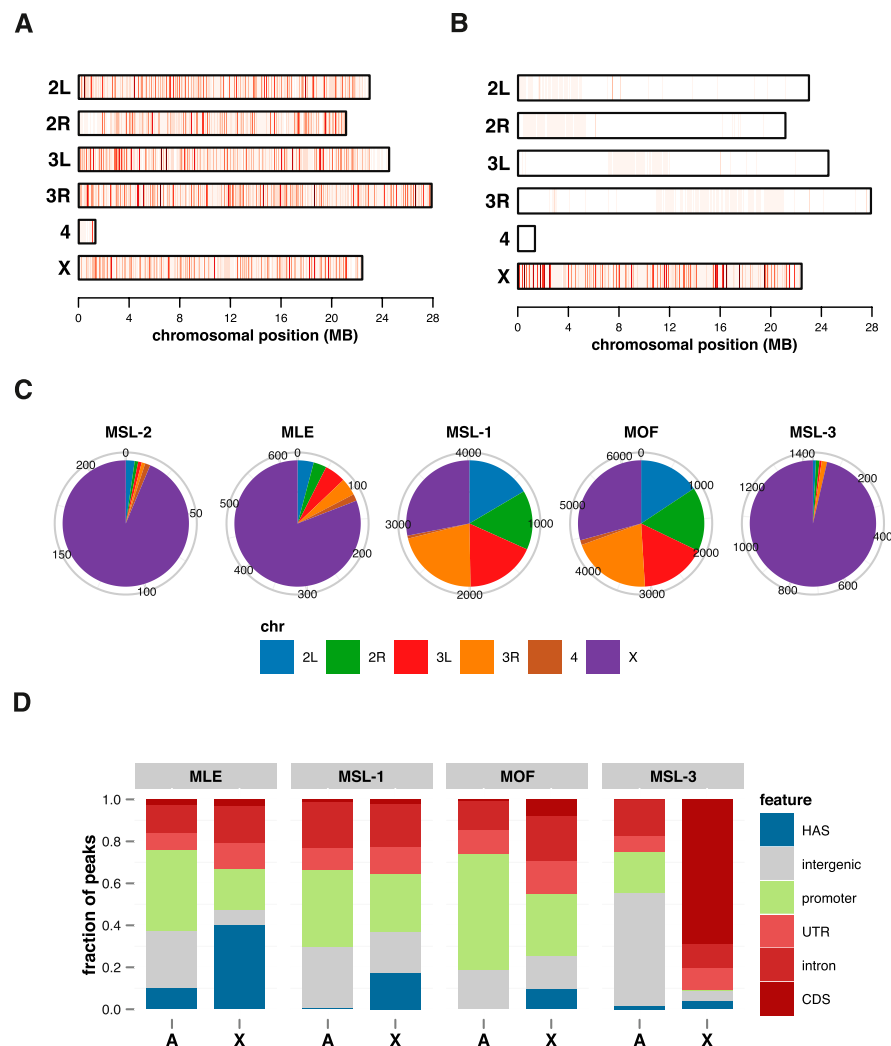 A
B
2L
2R
3L
3R
4
X
0 4 8 12 16 20 24 28
chromosomal position (MB)
2L
2R
3L
3R
4
X
0 4 8 12 16 20 24 28
chromosomal position (MB)
C
MSL-2
0
50
100
150
200
MLE
600 0
100
200
300
400
500
MSL-1
4000
1000
2000
3000
MOF
6000 0
1000
2000
3000
4000
5000
MSL-3
1400
200
400
600
800
1000
1200
chr
2L 2R 3L 3R 4 X
D
MLE MSL-1 MOF MSL-3
fraction of peaks
1.0
0.8
0.6
0.4
0.2
0.0
A X A X A X A X
feature
HAS
intergenic
promoter
UTR
intron
CDS